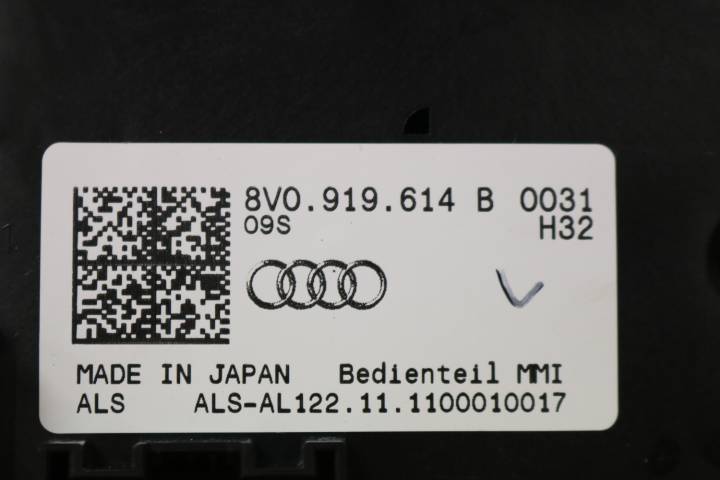 8V0.919.614 B 0031
09S H32
MADE IN JAPAN Bedienteil MMI
ALS ALS-AL122.11.1100010017